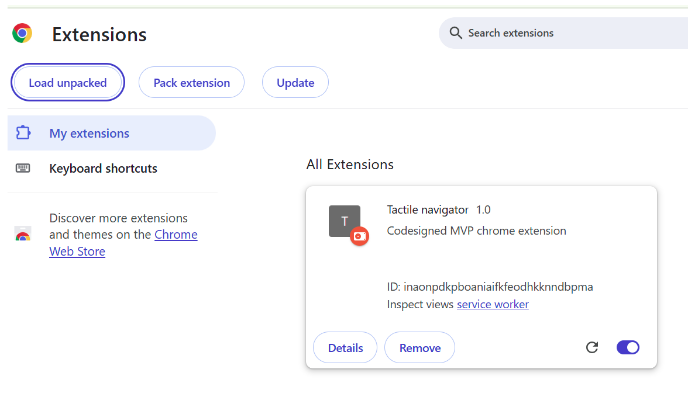 Extensions
Search extensions
Load unpacked
Pack extension
Update
My extensions
Keyboard shortcuts
Discover more extensions
and themes on the Chrome
Web Store
All Extensions
T
Tactile navigator 1.0
Codesigned MVP chrome extension
ID: inaonpdkpboaniaifkfeodhkknndbpma
Inspect views service worker
Details
Remove